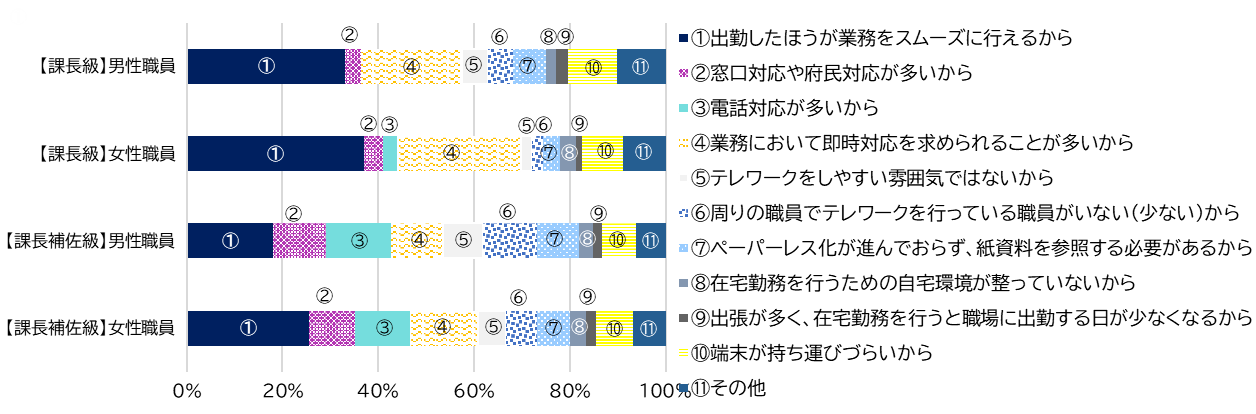 ② ⑥ ⑧⑨
【課長級】男性職員 ① ④ ⑤ ⑦ ⑩ ⑪
② ③ ⑤⑥ ⑨
【課長級】女性職員 ① ④ ⑦ ⑧ ⑩ ⑪
② ⑥ ⑨
【課長補佐級】男性職員 ① ③ ④ ⑤ ⑦ ⑧ ⑩ ⑪
② ⑥ ⑨
【課長補佐級】女性職員 ① ③ ④ ⑤ ⑦ ⑧ ⑩ ⑪
0% 20% 40% 60% 80% 100%
①出勤したほうが業務をスムーズに行えるから
②窓口対応や府民対応が多いから
③電話対応が多いから
④業務において即時対応を求められることが多いから
⑤テレワークをしやすい雰囲気ではないから
⑥周りの職員でテレワークを行っている職員がいない（少ない）から
⑦ペーパーレス化が進んでおらず、紙資料を参照する必要があるから
⑧在宅勤務を行うための自宅環境が整っていないから
⑨出張が多く、在宅勤務を行うと職場に出勤する日が少なくなるから
⑩端末が持ち運びづらいから
⑪その他